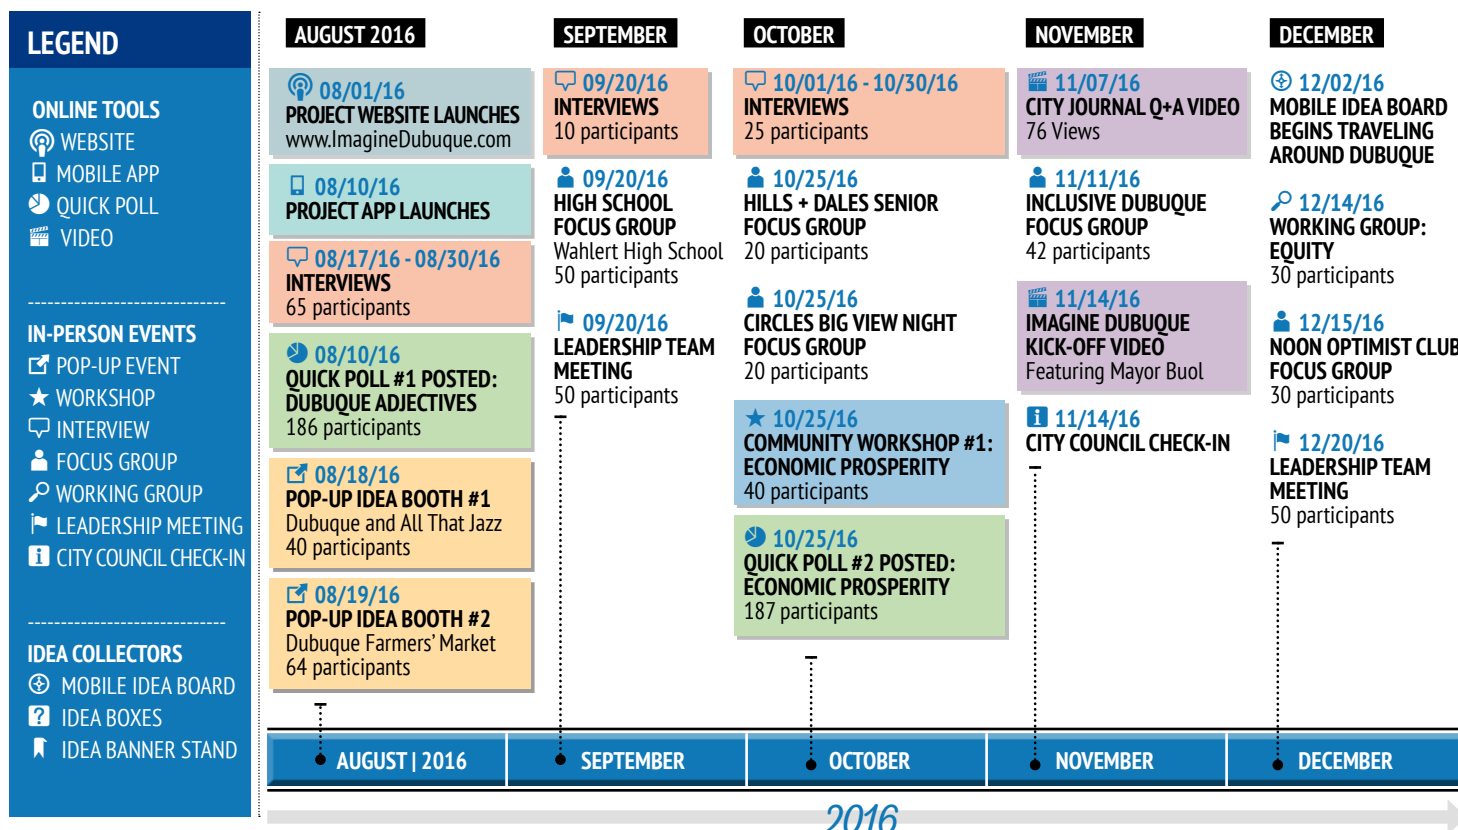 LEGEND
ONLINE TOOLS
WEBSITE
MOBILE APP
QUICK POLL
VIDEO
------------------------------
IN-PERSON EVENTS
POP-UP EVENT
WORKSHOP
INTERVIEW
FOCUS GROUP
WORKING GROUP
LEADERSHIP MEETING
CITY COUNCIL CHECK-IN
------------------------------
IDEA COLLECTORS
MOBILE IDEA BOARD
IDEA BOXES
IDEA BANNER STAND
AUGUST 2016
08/01/16
PROJECT WEBSITE LAUNCHES
www.ImagineDubuque.com
08/10/16
PROJECT APP LAUNCHES
08/17/16 - 08/30/16
INTERVIEWS
65 participants
08/10/16
QUICK POLL #1 POSTED:
DUBUQUE ADJECTIVES
186 participants
08/18/16
POP-UP IDEA BOOTH #1
Dubuque and All That Jazz
40 participants
08/19/16
POP-UP IDEA BOOTH #2
Dubuque Farmers' Market
64 participants
SEPTEMBER
09/20/16
INTERVIEWS
10 participants
09/20/16
HIGH SCHOOL
FOCUS GROUP
Wahlert High School
50 participants
09/20/16
LEADERSHIP TEAM
MEETING
50 participants
OCTOBER
10/01/16 - 10/30/16
INTERVIEWS
25 participants
10/25/16
HILLS + DALES SENIOR
FOCUS GROUP
20 participants
10/25/16
CIRCLES BIG VIEW NIGHT
FOCUS GROUP
20 participants
10/25/16
COMMUNITY WORKSHOP #1:
ECONOMIC PROSPERITY
40 participants
10/25/16
QUICK POLL #2 POSTED:
ECONOMIC PROSPERITY
187 participants
NOVEMBER
11/07/16
CITY JOURNAL Q+A VIDEO
76 Views
11/11/16
INCLUSIVE DUBUQUE
FOCUS GROUP
42 participants
11/14/16
IMAGINE DUBUQUE
KICK-OFF VIDEO
Featuring Mayor Buol
11/14/16
CITY COUNCIL CHECK-IN
DECEMBER
12/02/16
MOBILE IDEA BOARD
BEGINS TRAVELING
AROUND DUBUQUE
12/14/16
WORKING GROUP:
EQUITY
30 participants
12/15/16
NOON OPTIMIST CLUB
FOCUS GROUP
30 participants
12/20/16
LEADERSHIP TEAM
MEETING
50 participants
AUGUST | 2016
SEPTEMBER
OCTOBER
NOVEMBER
DECEMBER
2016